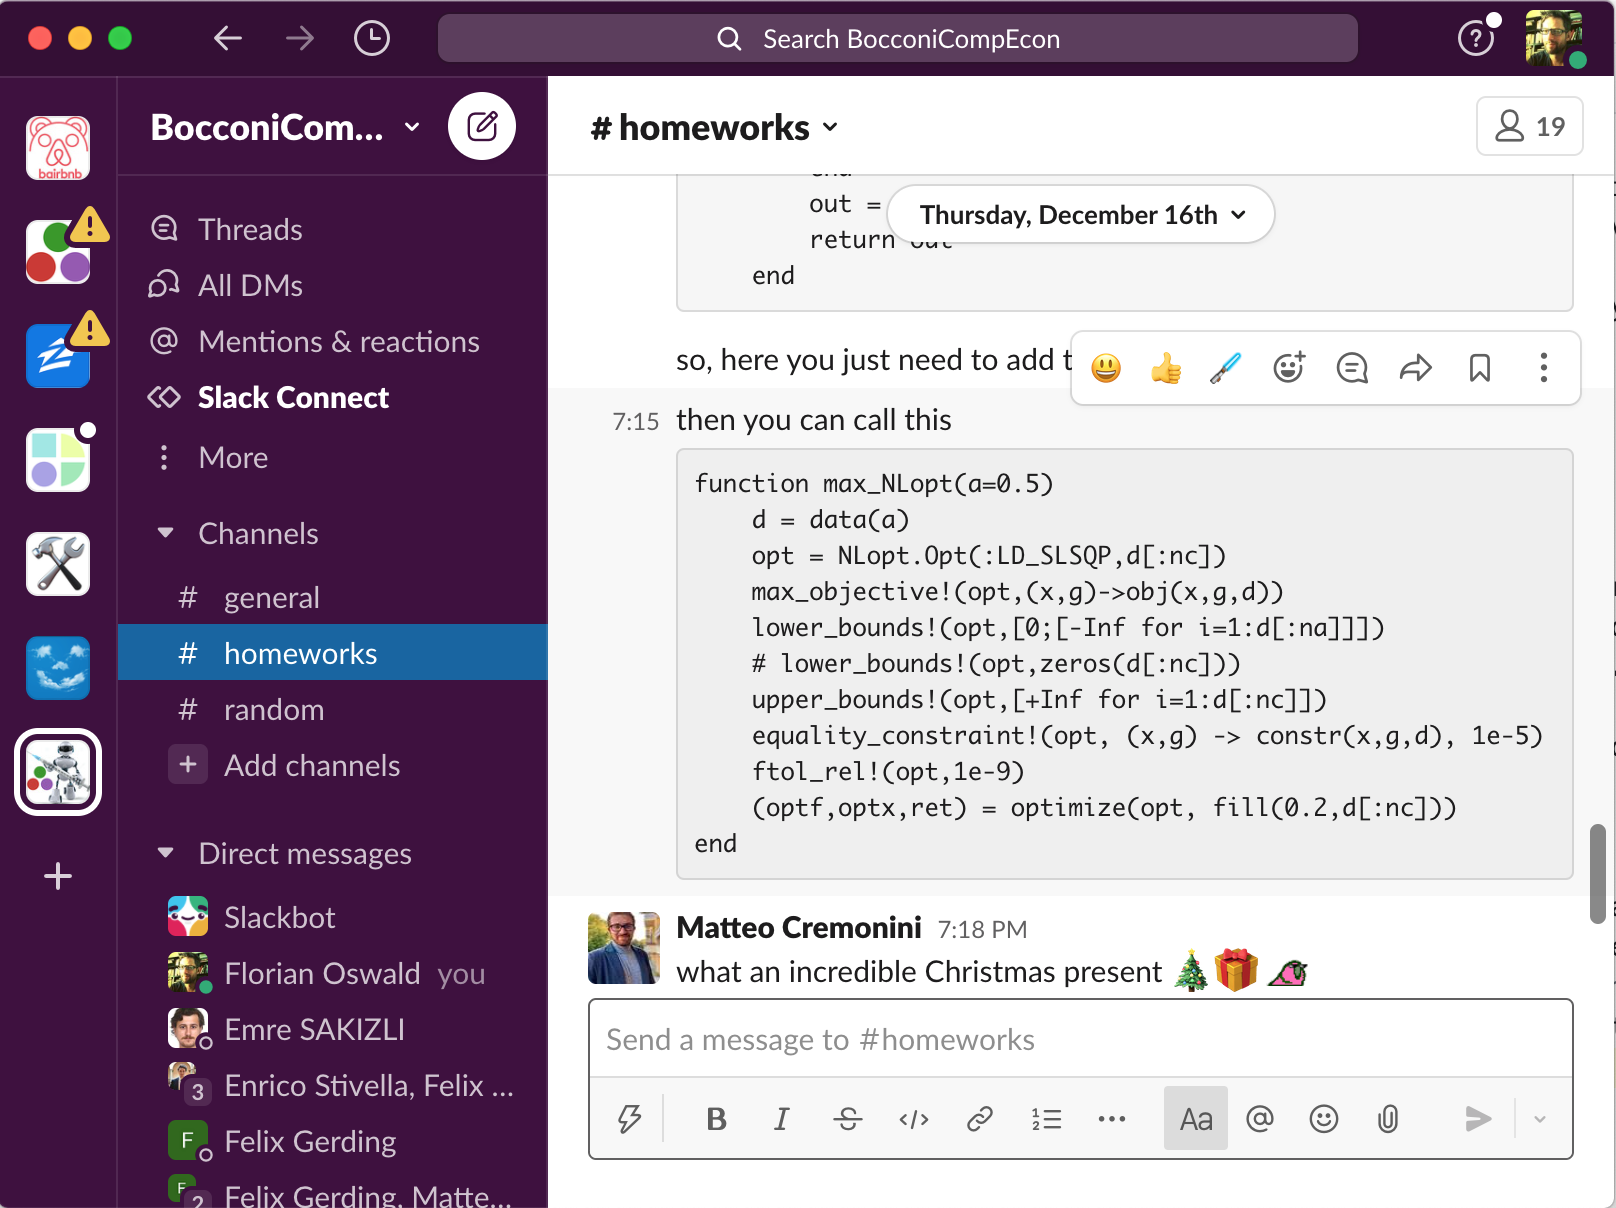 Search BocconiCompEcon
bairbnb
BocconiCom...
Threads
All DMs
Mentions & reactions
Slack Connect
More
Channels
# general
# homeworks
# random
+ Add channels
Direct messages
Slackbot
Florian Oswald you
Emre SAKIZLI
3 Enrico Stivella, Felix ...
F Felix Gerding
F 2 Felix Gerding, Matte...
# homeworks
19
Thursday, December 16th
end
out =
return out
end
so, here you just need to add t
7:15 then you can call this
function max_NLopt(a=0.5)
d = data(a)
opt = NLopt.Opt(:LD_SLSQP,d[:nc])
max_objective!(opt,(x,g)->obj(x,g,d))
lower_bounds!(opt,[0;[-Inf for i=1:d[:na]]])
# lower_bounds!(opt,zeros(d[:nc]))
upper_bounds!(opt,[+Inf for i=1:d[:nc]])
equality_constraint!(opt, (x,g) -> constr(x,g,d), 1e-5)
ftol_rel!(opt,1e-9)
(optf,optx,ret) = optimize(opt, fill(0.2,d[:nc]))
end
Matteo Cremonini 7:18 PM
what an incredible Christmas present 🎄🎁
Send a message to #homeworks
B I S </> Aa @